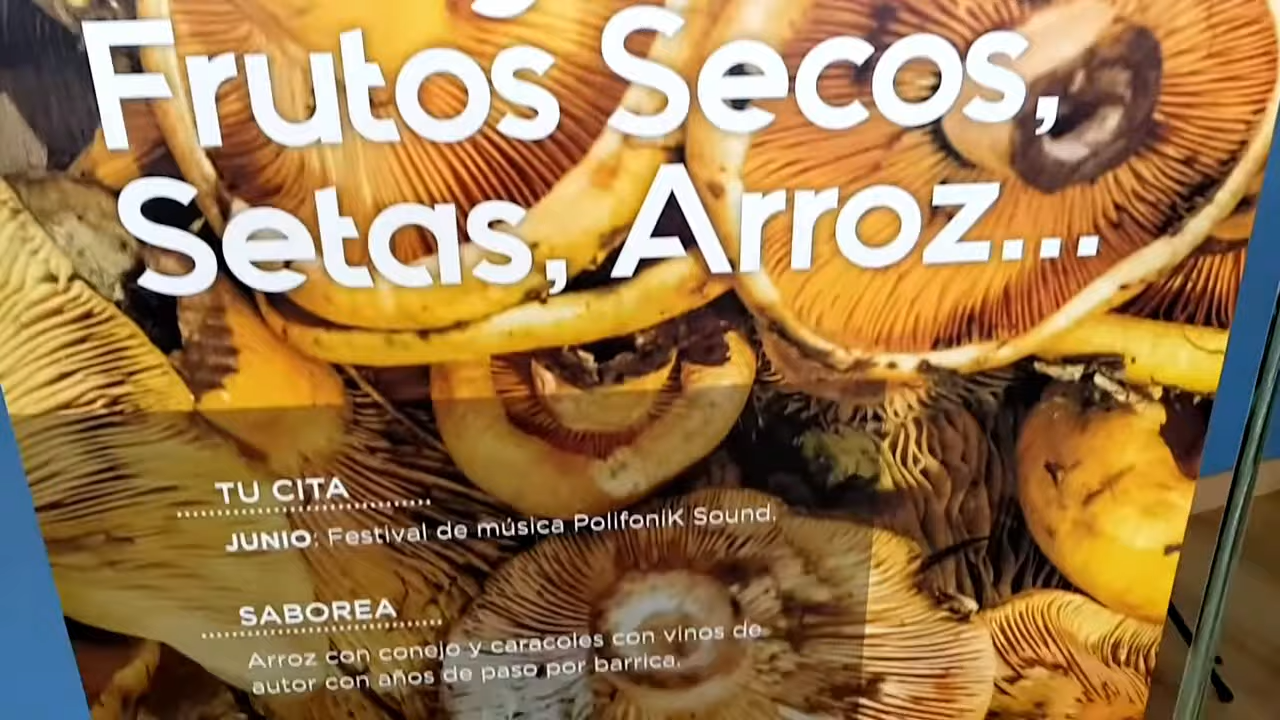 Frutos Secos,
Setas, Arroz...
TU CITA
JUNIO: Festival de música PolifoniK Sound.
SABOREA
Arroz con conejo y caracoles con vinos de
autor con años de paso por barrica.